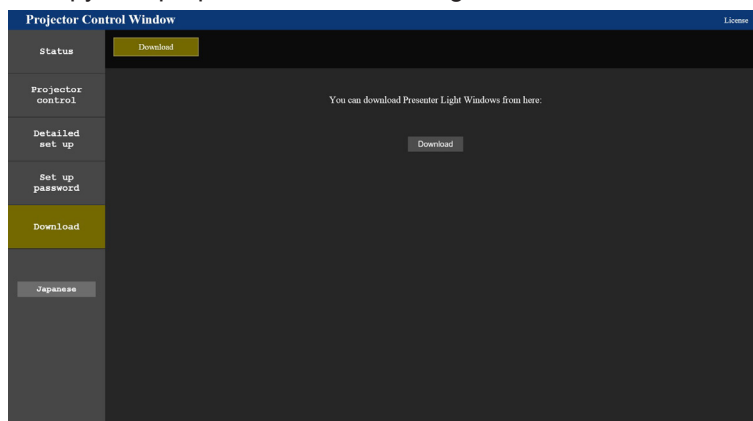 Projector Control Window
License
Status
Download
Projector
control
You can download Presenter Light Windows from here:
Detailed
set up
Download
Set up
password
Download
Japanese